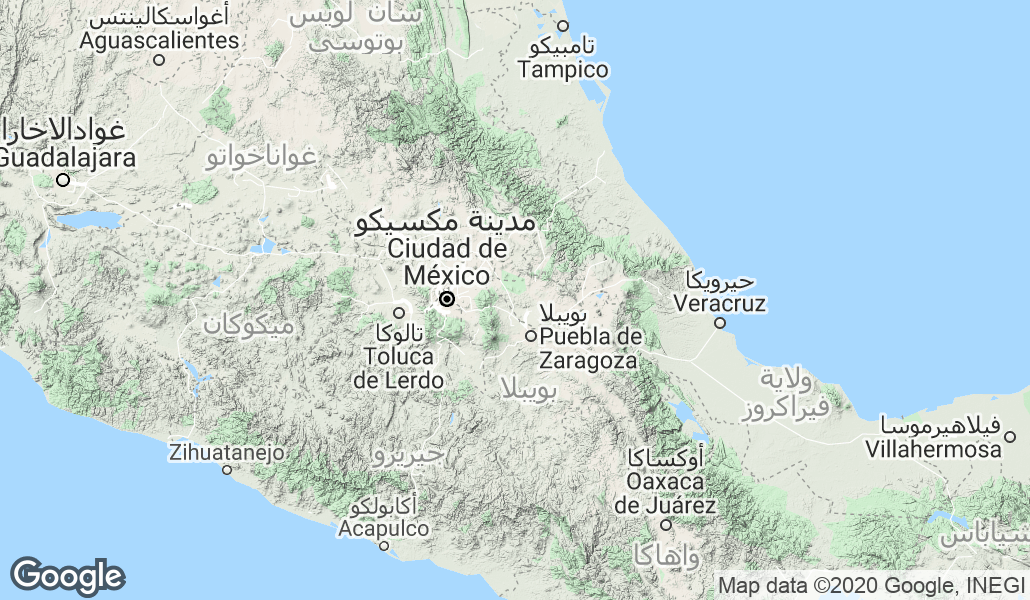 أغواسكالينتس
Aguascalientes
سان لويس
بوتوسي
تامبيكو
Tampico
غوادالاخارا
Guadalajara
غواناخواتو
مدينة مكسيكو
Ciudad de
México
حيرويكا
Veracruz
تالوكا
Toluca
de Lerdo
بويبلا
Puebla de
Zaragoza
ميكوكان
بويبلا
ولاية
فيراكروز
فيلاهيرموسا
Villahermosa
Zihuatanejo
جيريرو
أوكساكا
Oaxaca
de Juárez
أكابولكو
Acapulco
واهاكا
سياباس
Google
Map data ©2020 Google, INEGI